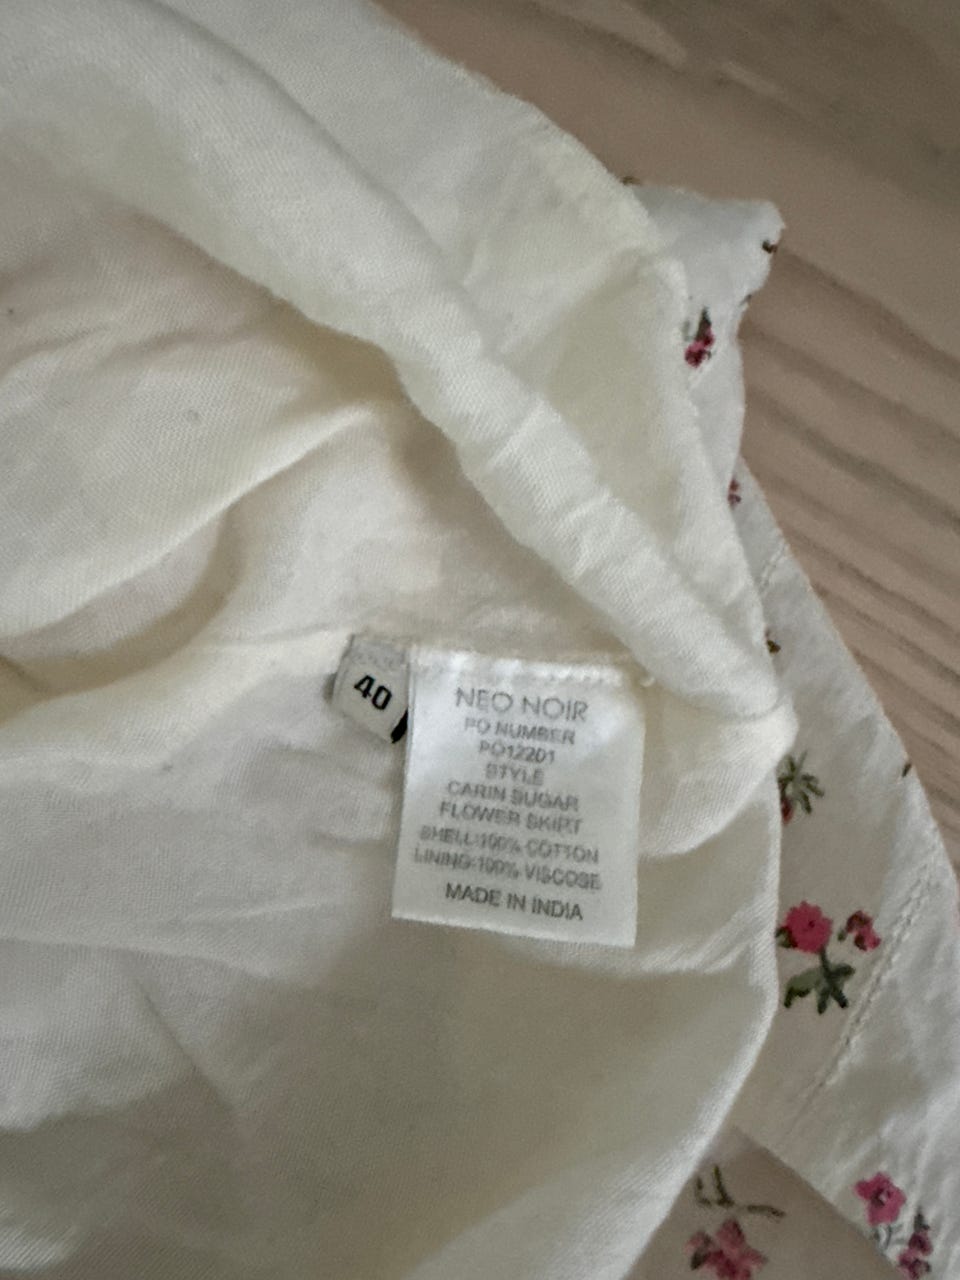 40
NEO NOIR
PO NUMBER
PO12201
STYLE
CARIN SUGAR
FLOWER SKIRT
SHELL:100% COTTON
LINING:100% VISCOSE
MADE IN INDIA